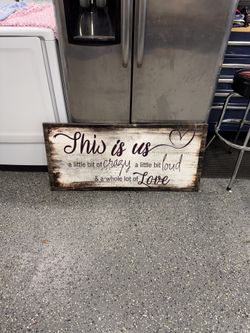 This is us
a little bit of crazy a little bit loud
& a whole lot of Love